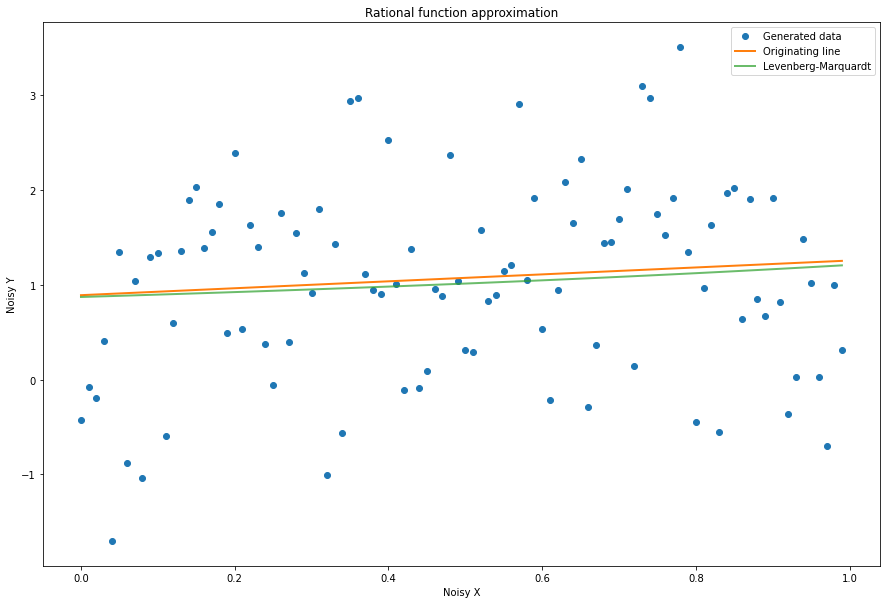 Rational function approximation
Generated data
Originating line
Levenberg-Marquardt
3
2
1
0
−1
Noisy Y
0.0 0.2 0.4 0.6 0.8 1.0
Noisy X